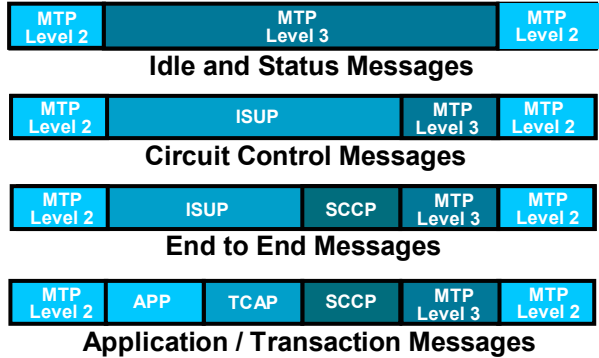 MTP Level 2 MTP Level 3 MTP Level 2
Idle and Status Messages
MTP Level 2 ISUP MTP Level 3 MTP Level 2
Circuit Control Messages
MTP Level 2 ISUP SCCP MTP Level 3 MTP Level 2
End to End Messages
MTP Level 2 APP TCAP SCCP MTP Level 3 MTP Level 2
Application / Transaction Messages